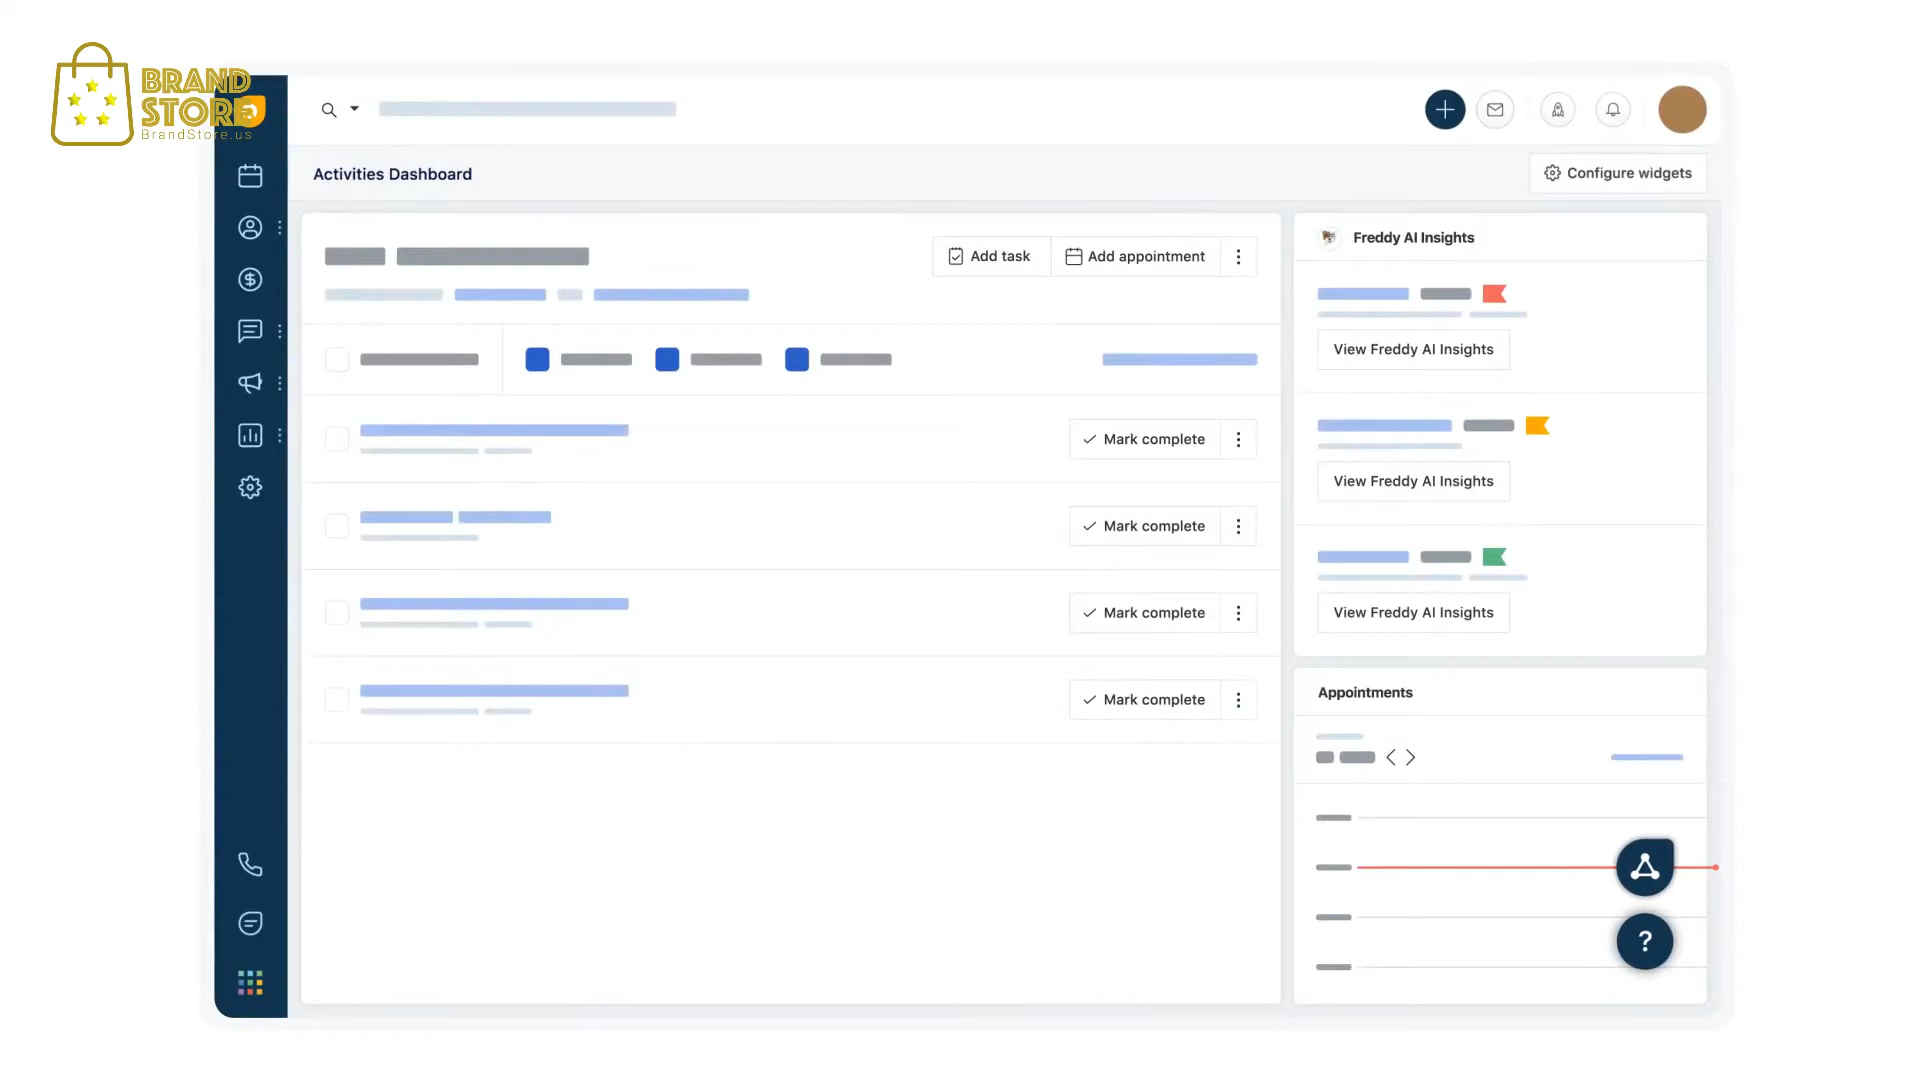 BRAND
STORE
BrandStore.us
Activities Dashboard
Configure widgets
Add task
Add appointment
Mark complete
Mark complete
Mark complete
Mark complete
Freddy AI Insights
View Freddy AI Insights
View Freddy AI Insights
View Freddy AI Insights
Appointments
?